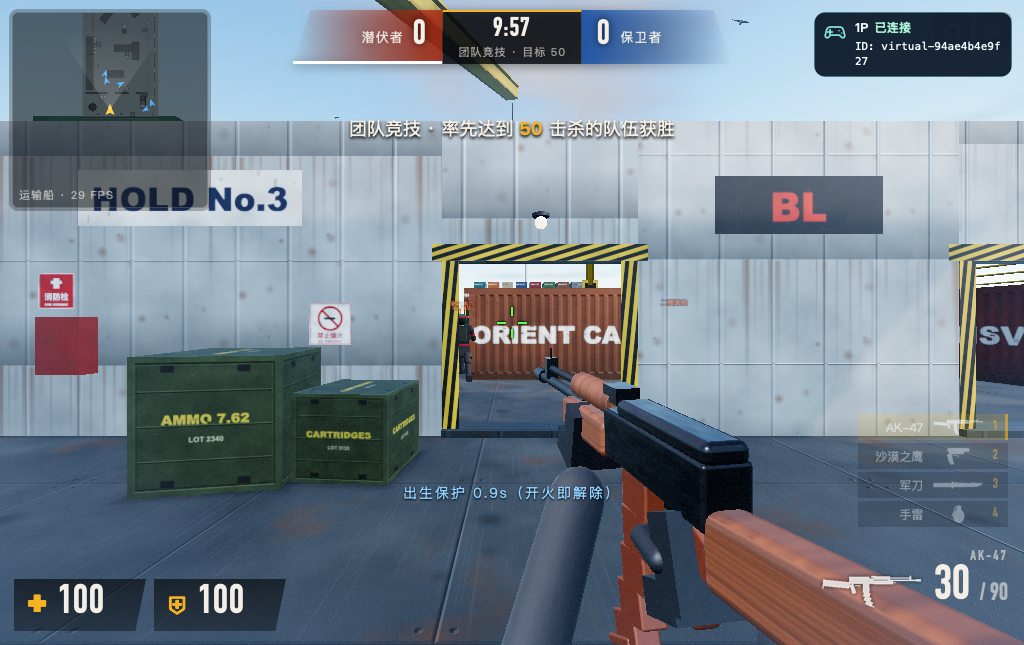 潜伏者 0
9:57
团队竞技 · 目标 50
0 保卫者
1P 已连接
ID: virtual-94ae4b4e9f
27
团队竞技 · 率先达到 50 击杀的队伍获胜
运输船 · 29 FPS
HOLD No.3
BL
消防栓
禁止烟火
ORIENT CA
SV
AMMO 7.62
LOT 2340
CARTRIDGES
AK-47 1
沙漠之鹰 2
军刀 3
手雷 4
出生保护 0.9s（开火即解除）
AK-47
30 / 90
100
100